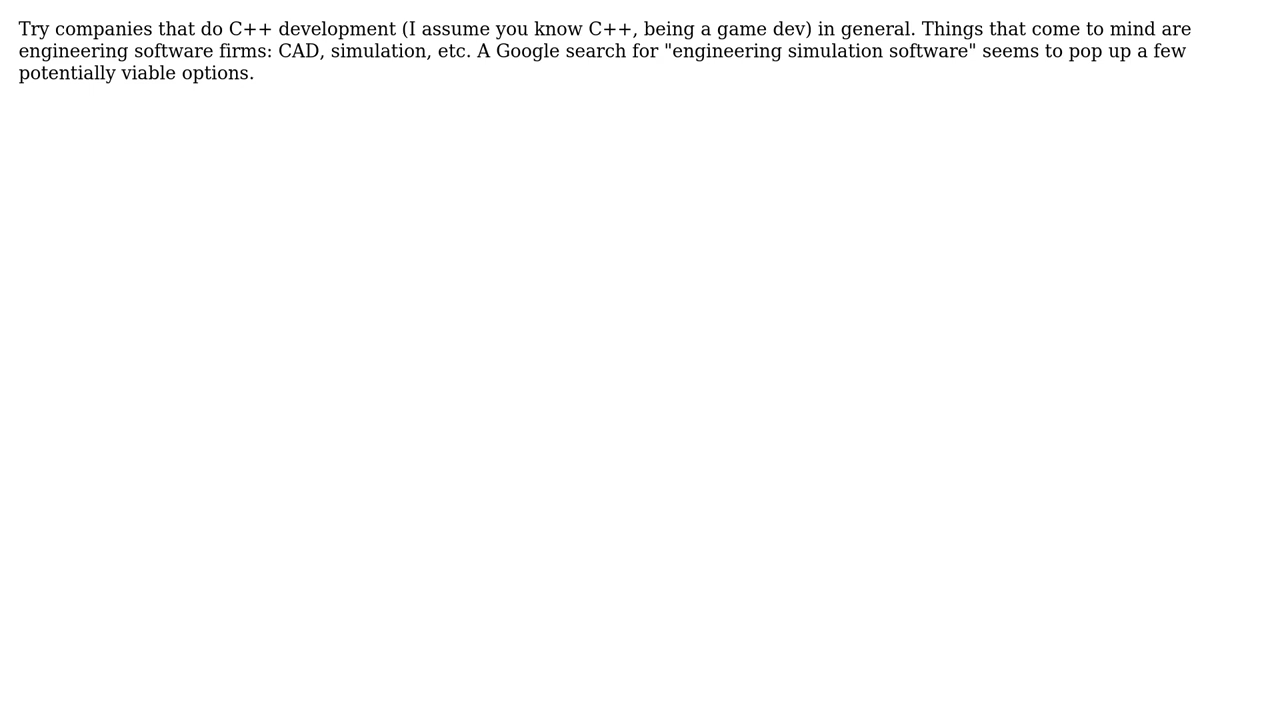 Try companies that do C++ development (I assume you know C++, being a game dev) in general. Things that come to mind are
engineering software firms: CAD, simulation, etc. A Google search for "engineering simulation software" seems to pop up a few
potentially viable options.